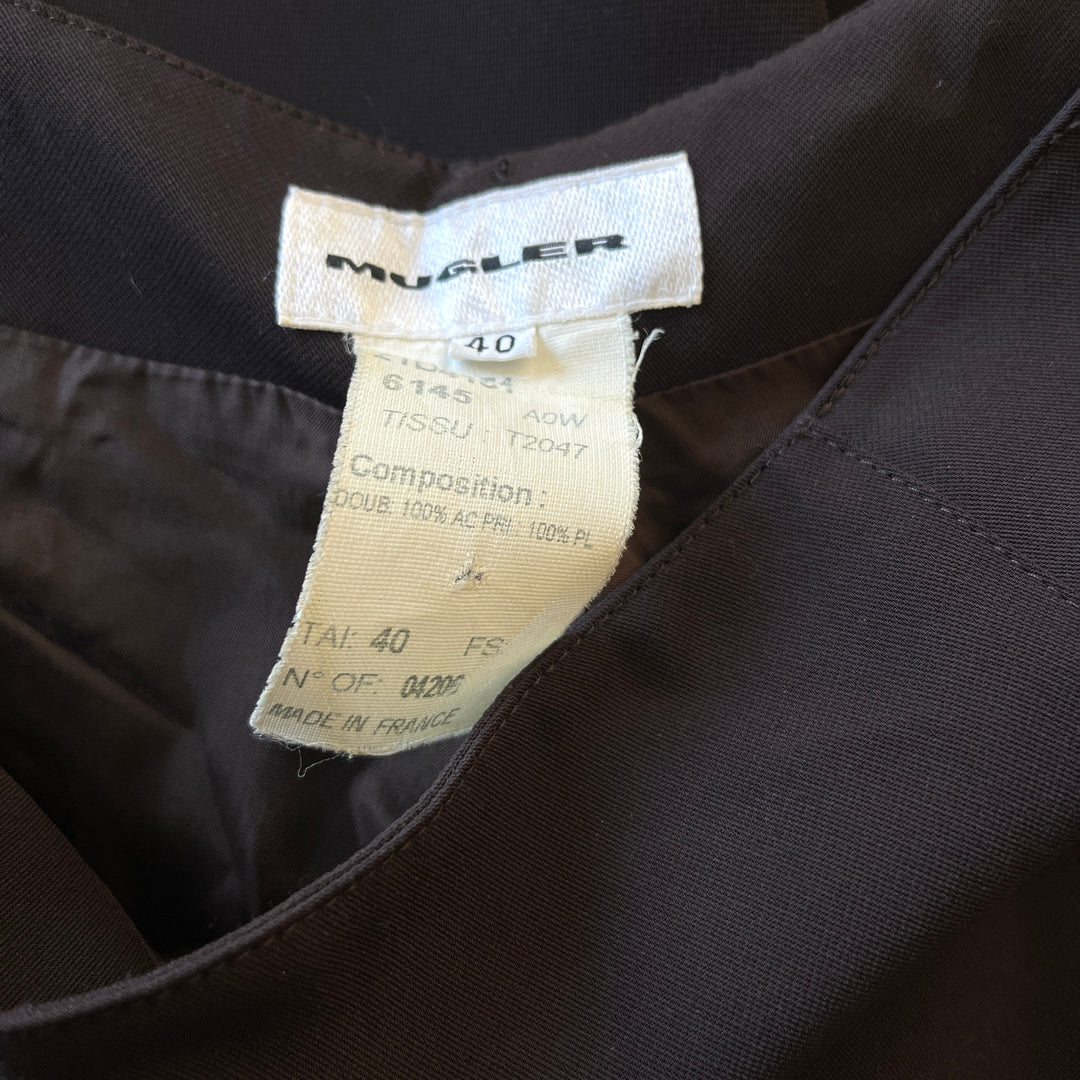 MUGLER
40
6145 A0W
TISSU : T2047
Composition :
DOUB: 100% AC PRI: 100% PL
TAI: 40 FS:
N° OF: 04206
MADE IN FRANCE